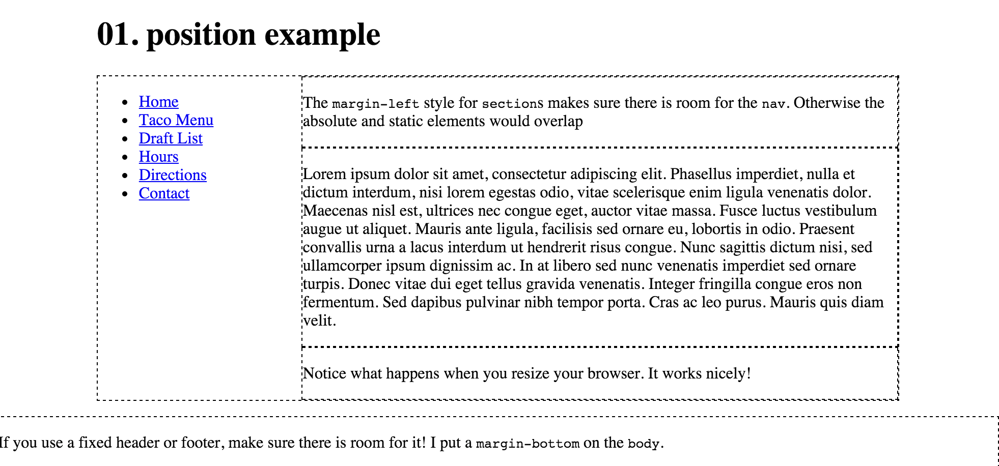 01. position example
Home
Taco Menu
Draft List
Hours
Directions
Contact
The margin-left style for sections makes sure there is room for the nav. Otherwise the
absolute and static elements would overlap
Lorem ipsum dolor sit amet, consectetur adipiscing elit. Phasellus imperdiet, nulla et
dictum interdum, nisi lorem egestas odio, vitae scelerisque enim ligula venenatis dolor.
Maecenas nisl est, ultrices nec congue eget, auctor vitae massa. Fusce luctus vestibulum
augue ut aliquet. Mauris ante ligula, facilisis sed ornare eu, lobortis in odio. Praesent
convallis urna a lacus interdum ut hendrerit risus congue. Nunc sagittis dictum nisi, sed
ullamcorper ipsum dignissim ac. In at libero sed nunc venenatis imperdiet sed ornare
turpis. Donec vitae dui eget tellus gravida venenatis. Integer fringilla congue eros non
fermentum. Sed dapibus pulvinar nibh tempor porta. Cras ac leo purus. Mauris quis diam
velit.
Notice what happens when you resize your browser. It works nicely!
If you use a fixed header or footer, make sure there is room for it! I put a margin-bottom on the body.